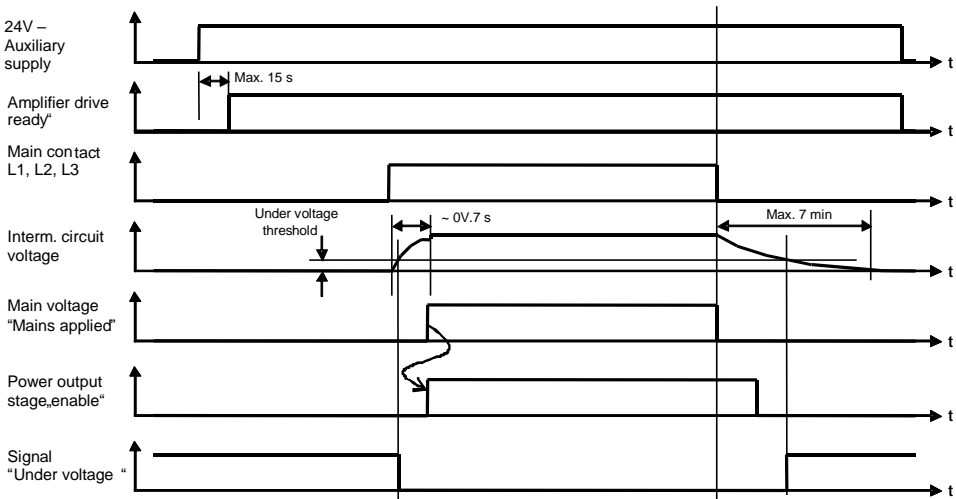 24V –
Auxiliary
supply
t
Max. 15 s
Amplifier drive
ready“
t
Main contact
L1, L2, L3
t
Under voltage
threshold
~ 0V.7 s
Max. 7 min
Interm. circuit
voltage
t
Main voltage
“Mains applied”
t
Power output
stage„enable“
t
Signal
“Under voltage “
t